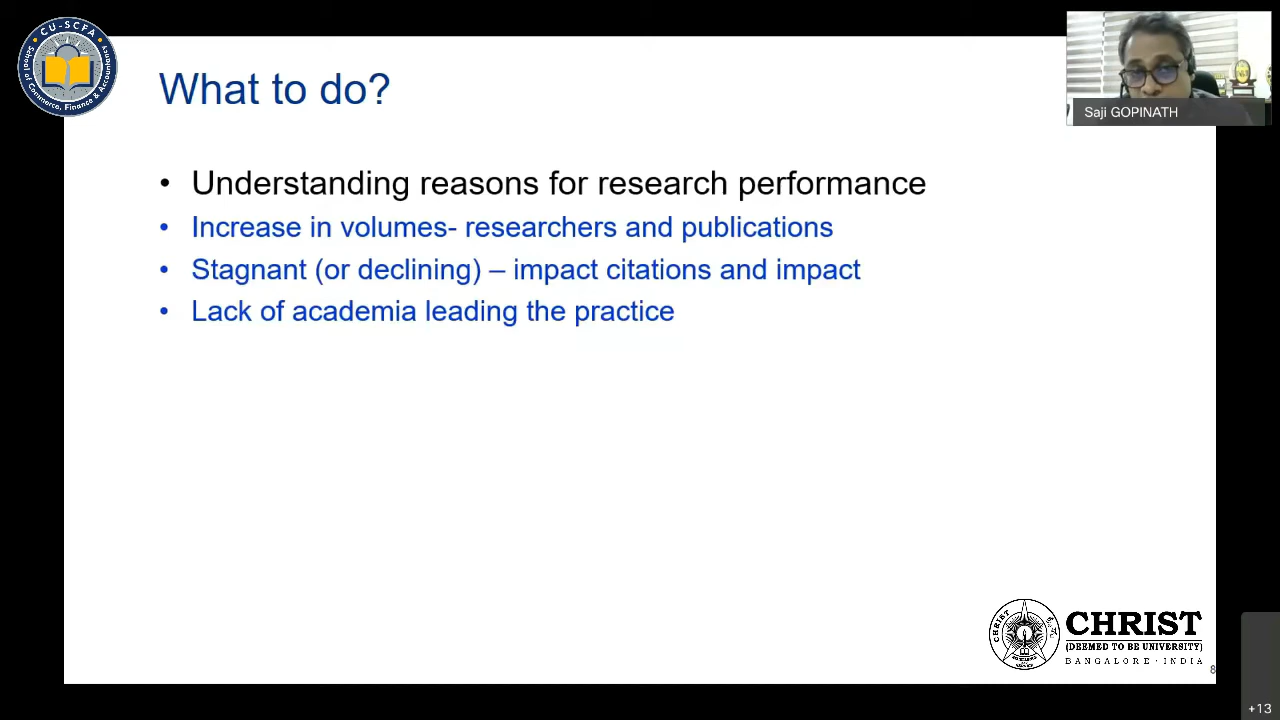 CU-SCFA
School of Commerce, Finance & Accountancy
What to do?
Saji GOPINATH
• Understanding reasons for research performance
• Increase in volumes- researchers and publications
• Stagnant (or declining) – impact citations and impact
• Lack of academia leading the practice
CHRIST
CHRIST
(DEEMED TO BE UNIVERSITY)
BANGALORE · INDIA
8
+13